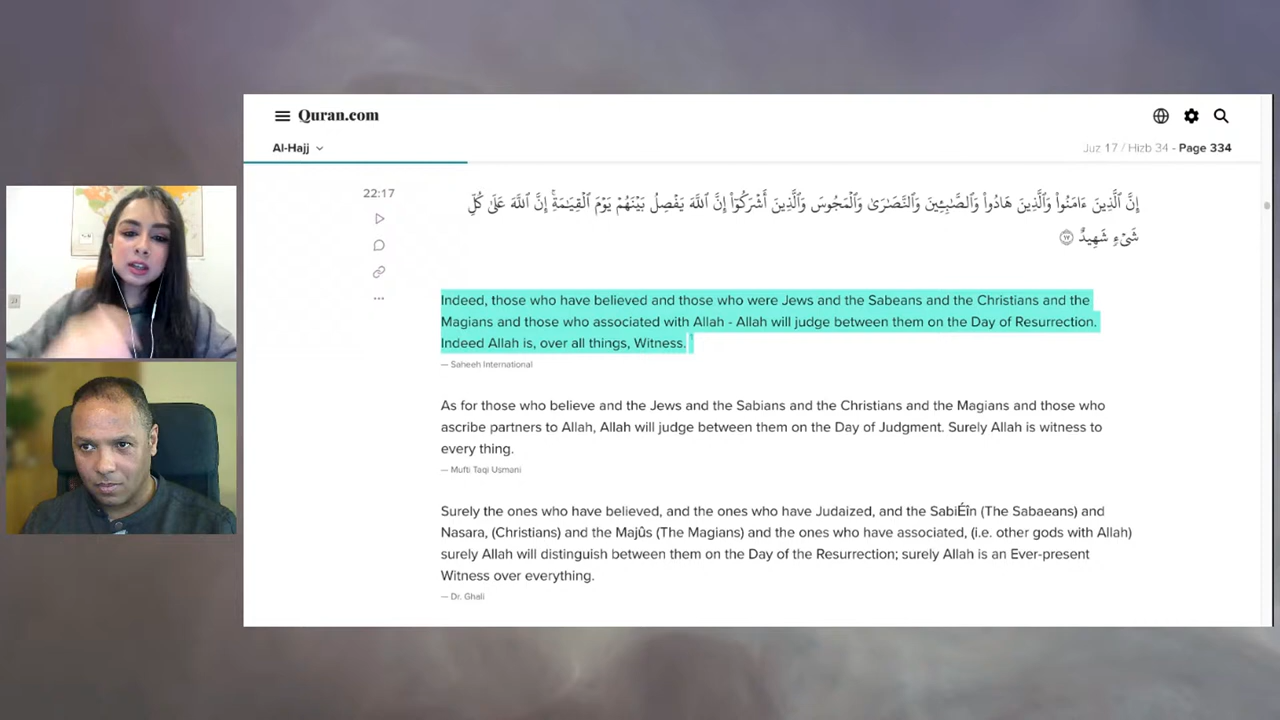 Quran.com
Al-Hajj
Juz 17 / Hizb 34 - Page 334
22:17
إِنَّ ٱلَّذِينَ ءَامَنُوا۟ وَٱلَّذِينَ هَادُوا۟ وَٱلصَّـٰبِـِٔينَ وَٱلنَّصَـٰرَىٰ وَٱلْمَجُوسَ وَٱلَّذِينَ أَشْرَكُوٓا۟ إِنَّ ٱللَّهَ يَفْصِلُ بَيْنَهُمْ يَوْمَ ٱلْقِيَـٰمَةِ ۚ إِنَّ ٱللَّهَ عَلَىٰ كُلِّ
شَىْءٍ شَهِيدٌ ١٧
Indeed, those who have believed and those who were Jews and the Sabeans and the Christians and the
Magians and those who associated with Allah - Allah will judge between them on the Day of Resurrection.
Indeed Allah is, over all things, Witness. 1
— Saheeh International
As for those who believe and the Jews and the Sabians and the Christians and the Magians and those who
ascribe partners to Allah, Allah will judge between them on the Day of Judgment. Surely Allah is witness to
every thing.
— Mufti Taqi Usmani
Surely the ones who have believed, and the ones who have Judaized, and the SabiÉîn (The Sabaeans) and
Nasara, (Christians) and the Majûs (The Magians) and the ones who have associated, (i.e. other gods with Allah)
surely Allah will distinguish between them on the Day of the Resurrection; surely Allah is an Ever-present
Witness over everything.
— Dr. Ghali